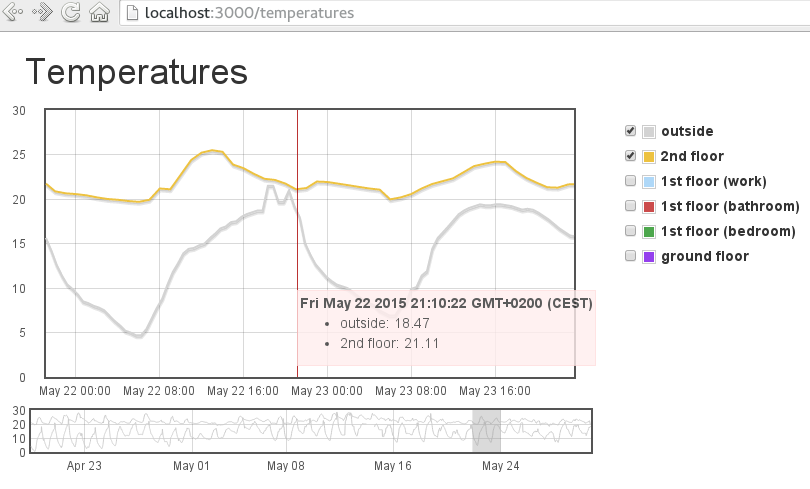 localhost:3000/temperatures
Temperatures
30
25
20
15
10
5
0
May 22 00:00 May 22 08:00 May 22 16:00 May 23 00:00 May 23 08:00 May 23 16:00
Fri May 22 2015 21:10:22 GMT+0200 (CEST)
• outside: 18.47
• 2nd floor: 21.11
outside
2nd floor
1st floor (work)
1st floor (bathroom)
1st floor (bedroom)
ground floor
30
20
10
0
Apr 23 May 01 May 08 May 16 May 24